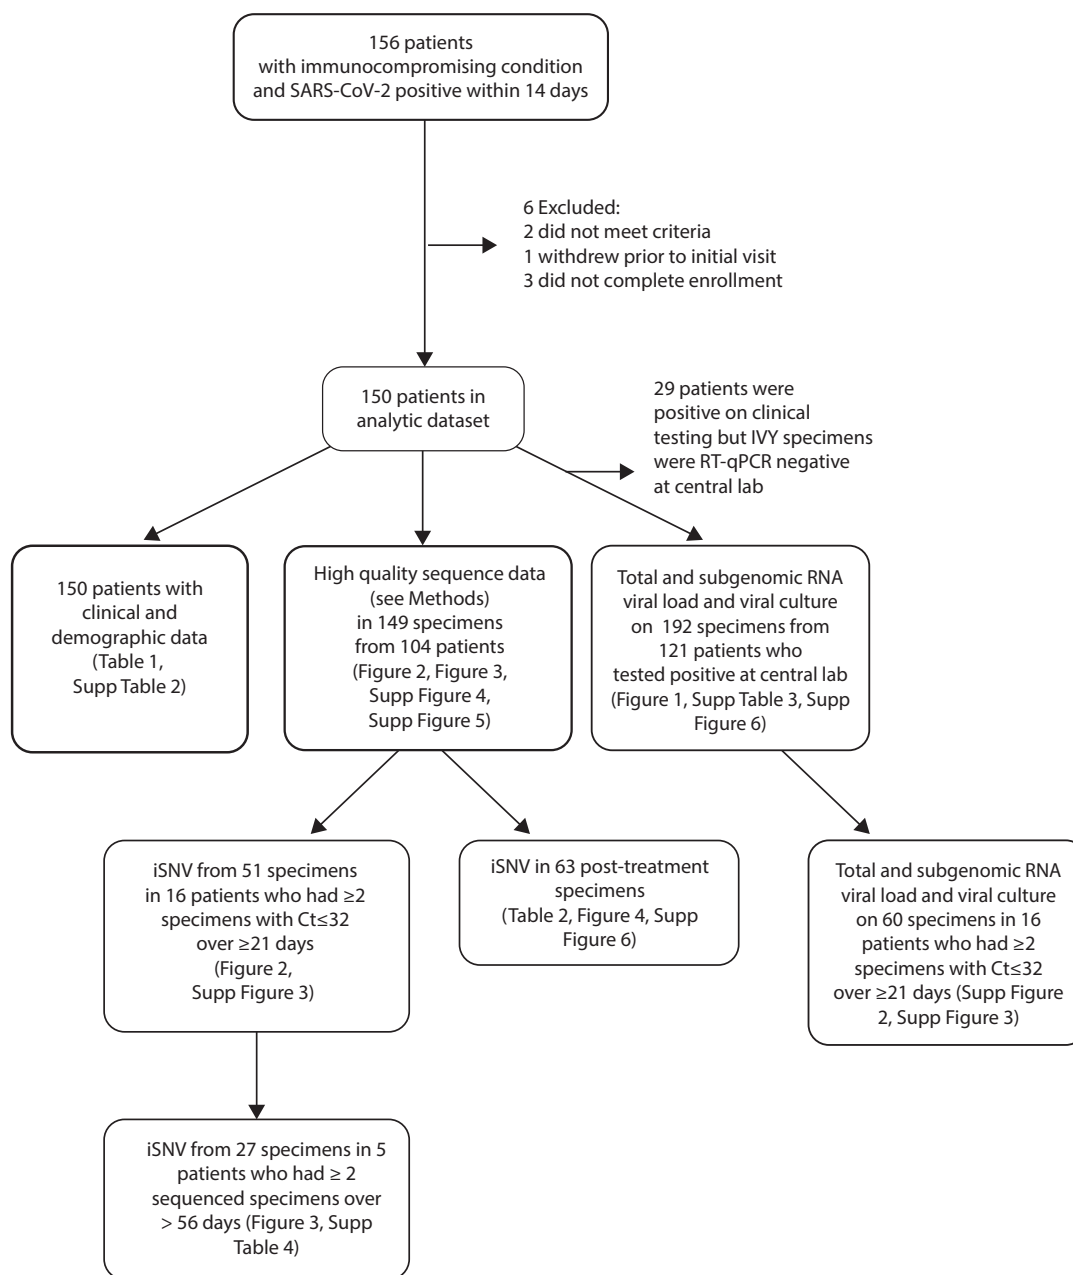 156 patients
with immunocompromising condition
and SARS-CoV-2 positive within 14 days
6 Excluded:
2 did not meet criteria
1 withdrew prior to initial visit
3 did not complete enrollment
150 patients in
analytic dataset
29 patients were
positive on clinical
testing but IVY specimens
were RT-qPCR negative
at central lab
150 patients with
clinical and
demographic data
(Table 1,
Supp Table 2)
High quality sequence data
(see Methods)
in 149 specimens
from 104 patients
(Figure 2, Figure 3,
Supp Figure 4,
Supp Figure 5)
Total and subgenomic RNA
viral load and viral culture
on 192 specimens from
121 patients who
tested positive at central lab
(Figure 1, Supp Table 3, Supp
Figure 6)
iSNV from 51 specimens
in 16 patients who had ≥2
specimens with Ct≤32
over ≥21 days
(Figure 2,
Supp Figure 3)
iSNV in 63 post-treatment
specimens
(Table 2, Figure 4, Supp
Figure 6)
Total and subgenomic RNA
viral load and viral culture
on 60 specimens in 16
patients who had ≥2
specimens with Ct≤32
over ≥21 days (Supp Figure
2, Supp Figure 3)
iSNV from 27 specimens in 5
patients who had ≥ 2
sequenced specimens over
> 56 days (Figure 3, Supp
Table 4)